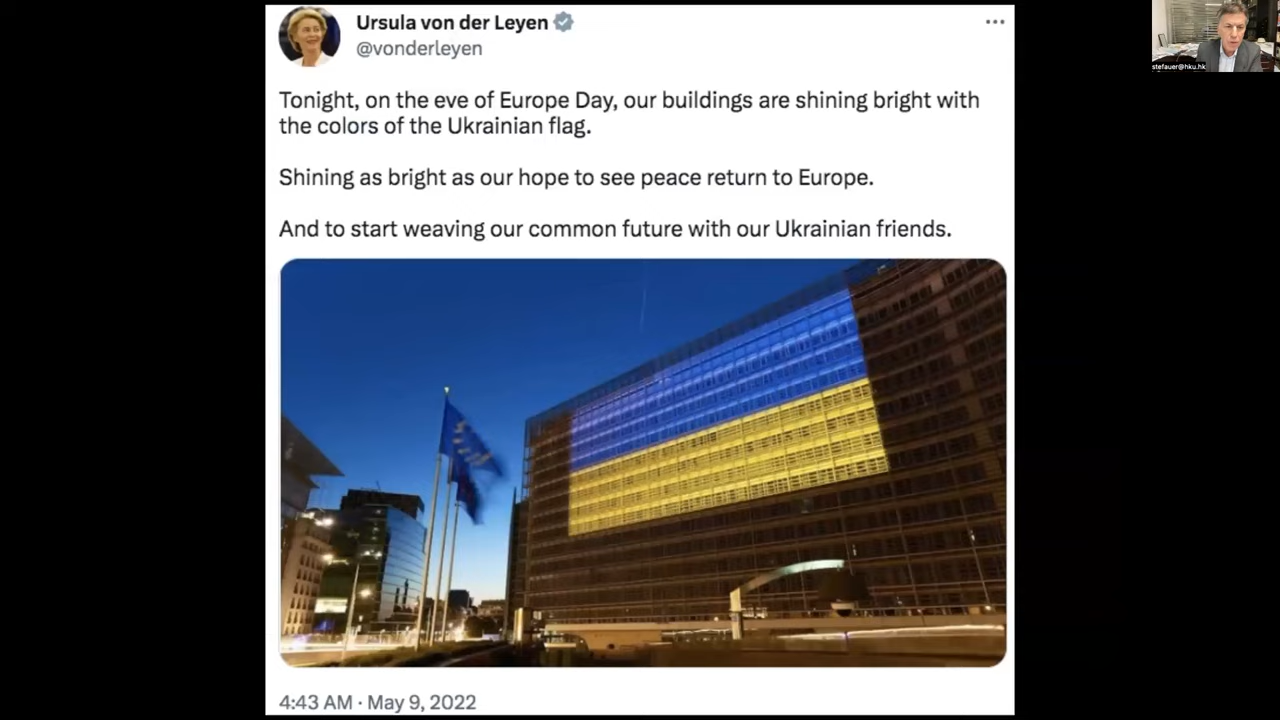 Ursula von der Leyen
@vonderleyen
Tonight, on the eve of Europe Day, our buildings are shining bright with
the colors of the Ukrainian flag.
Shining as bright as our hope to see peace return to Europe.
And to start weaving our common future with our Ukrainian friends.
4:43 AM · May 9, 2022
stefauer@hku.hk